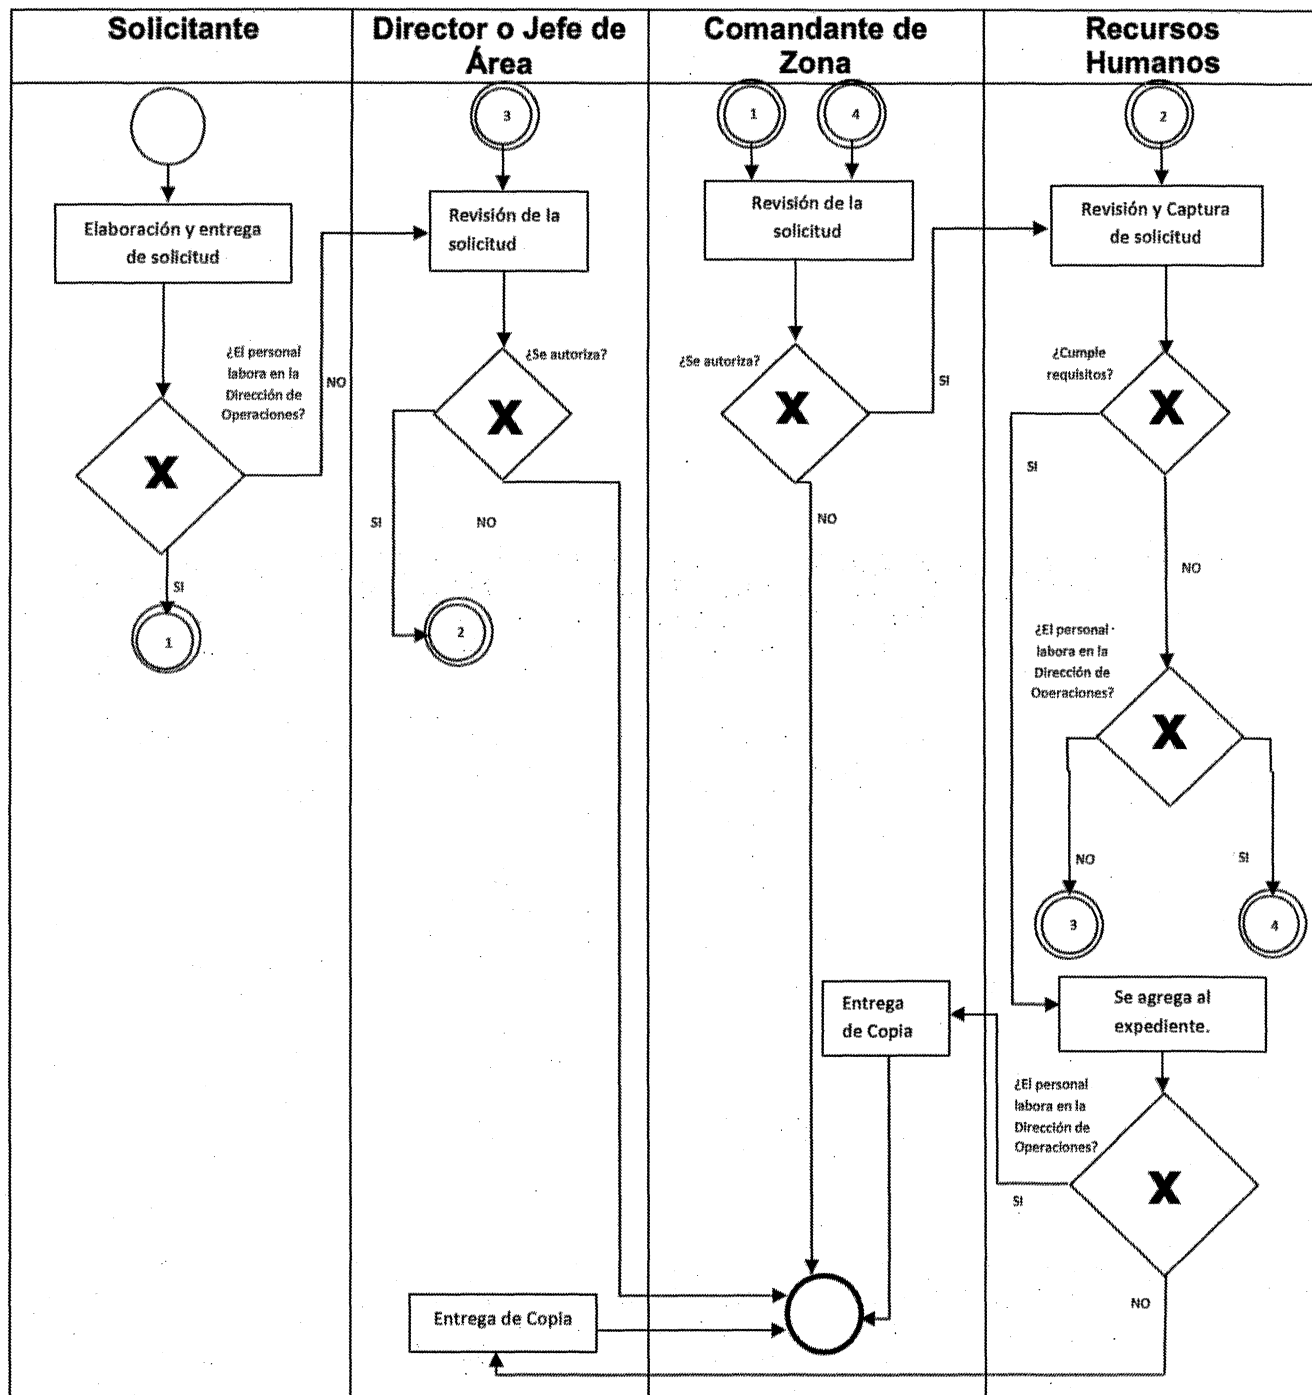 Solicitante
Director o Jefe de
Área
Comandante de
Zona
Recursos
Humanos
3
1
4
2
Elaboración y entrega
de solicitud
Revisión de la
solicitud
Revisión de la
solicitud
Revisión y Captura
de solicitud
¿El personal
labora en la
Dirección de
Operaciones?
NO
X
SI
1
¿Se autoriza?
X
SI
NO
2
¿Se autoriza?
X
SI
NO
¿Cumple
requisitos?
X
SI
NO
¿El personal
labora en la
Dirección de
Operaciones?
X
NO
SI
3
4
Entrega
de Copia
Se agrega al
expediente.
¿El personal
labora en la
Dirección de
Operaciones?
X
SI
NO
Entrega de Copia